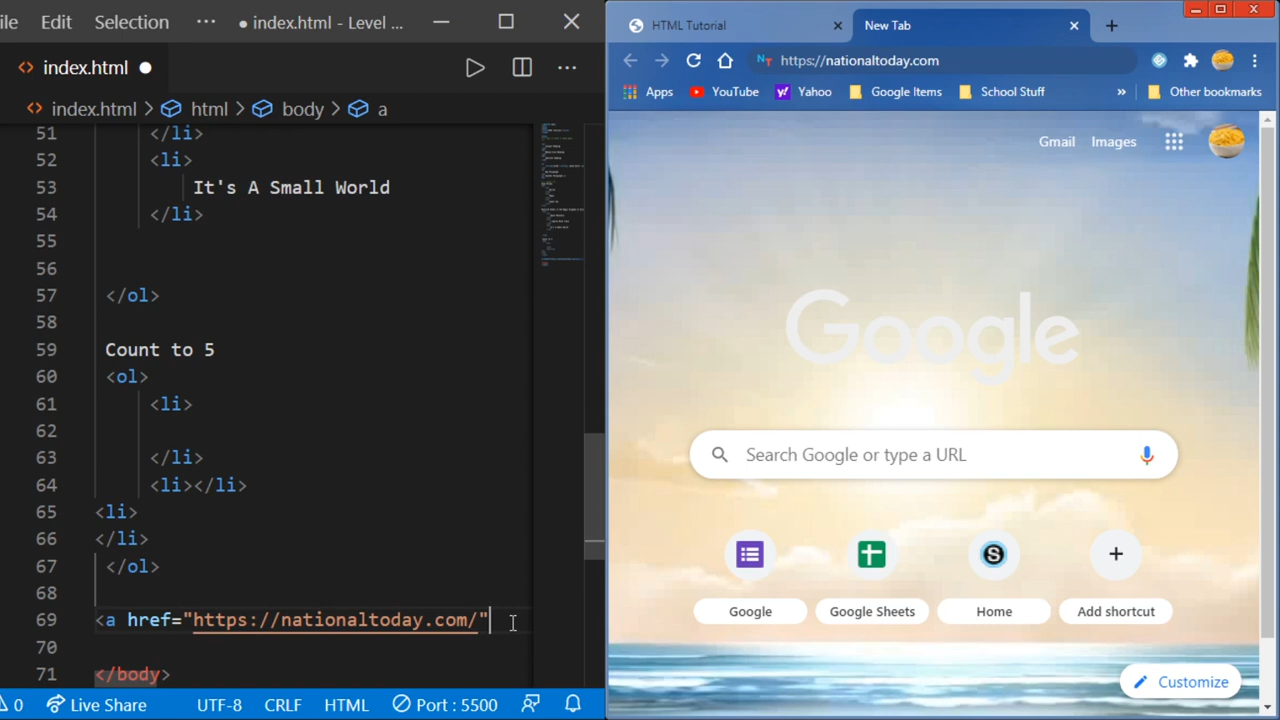 ile Edit Selection ··· ● index.html - Level ...
<> index.html ●
<> index.html > html > body > a
51 </li>
52 <li>
53 It's A Small World
54 </li>
55
56
57 </ol>
58
59 Count to 5
60 <ol>
61 <li>
62
63 </li>
64 <li></li>
65 <li>
66 </li>
67 </ol>
68
69 <a href="https://nationaltoday.com/"
70
71 </body>
0 Live Share UTF-8 CRLF HTML Port : 5500
HTML Tutorial New Tab
NT https://nationaltoday.com
Apps YouTube Yahoo Google Items School Stuff » Other bookmarks
Gmail Images
Google
Search Google or type a URL
S
Google Google Sheets Home Add shortcut
Customize